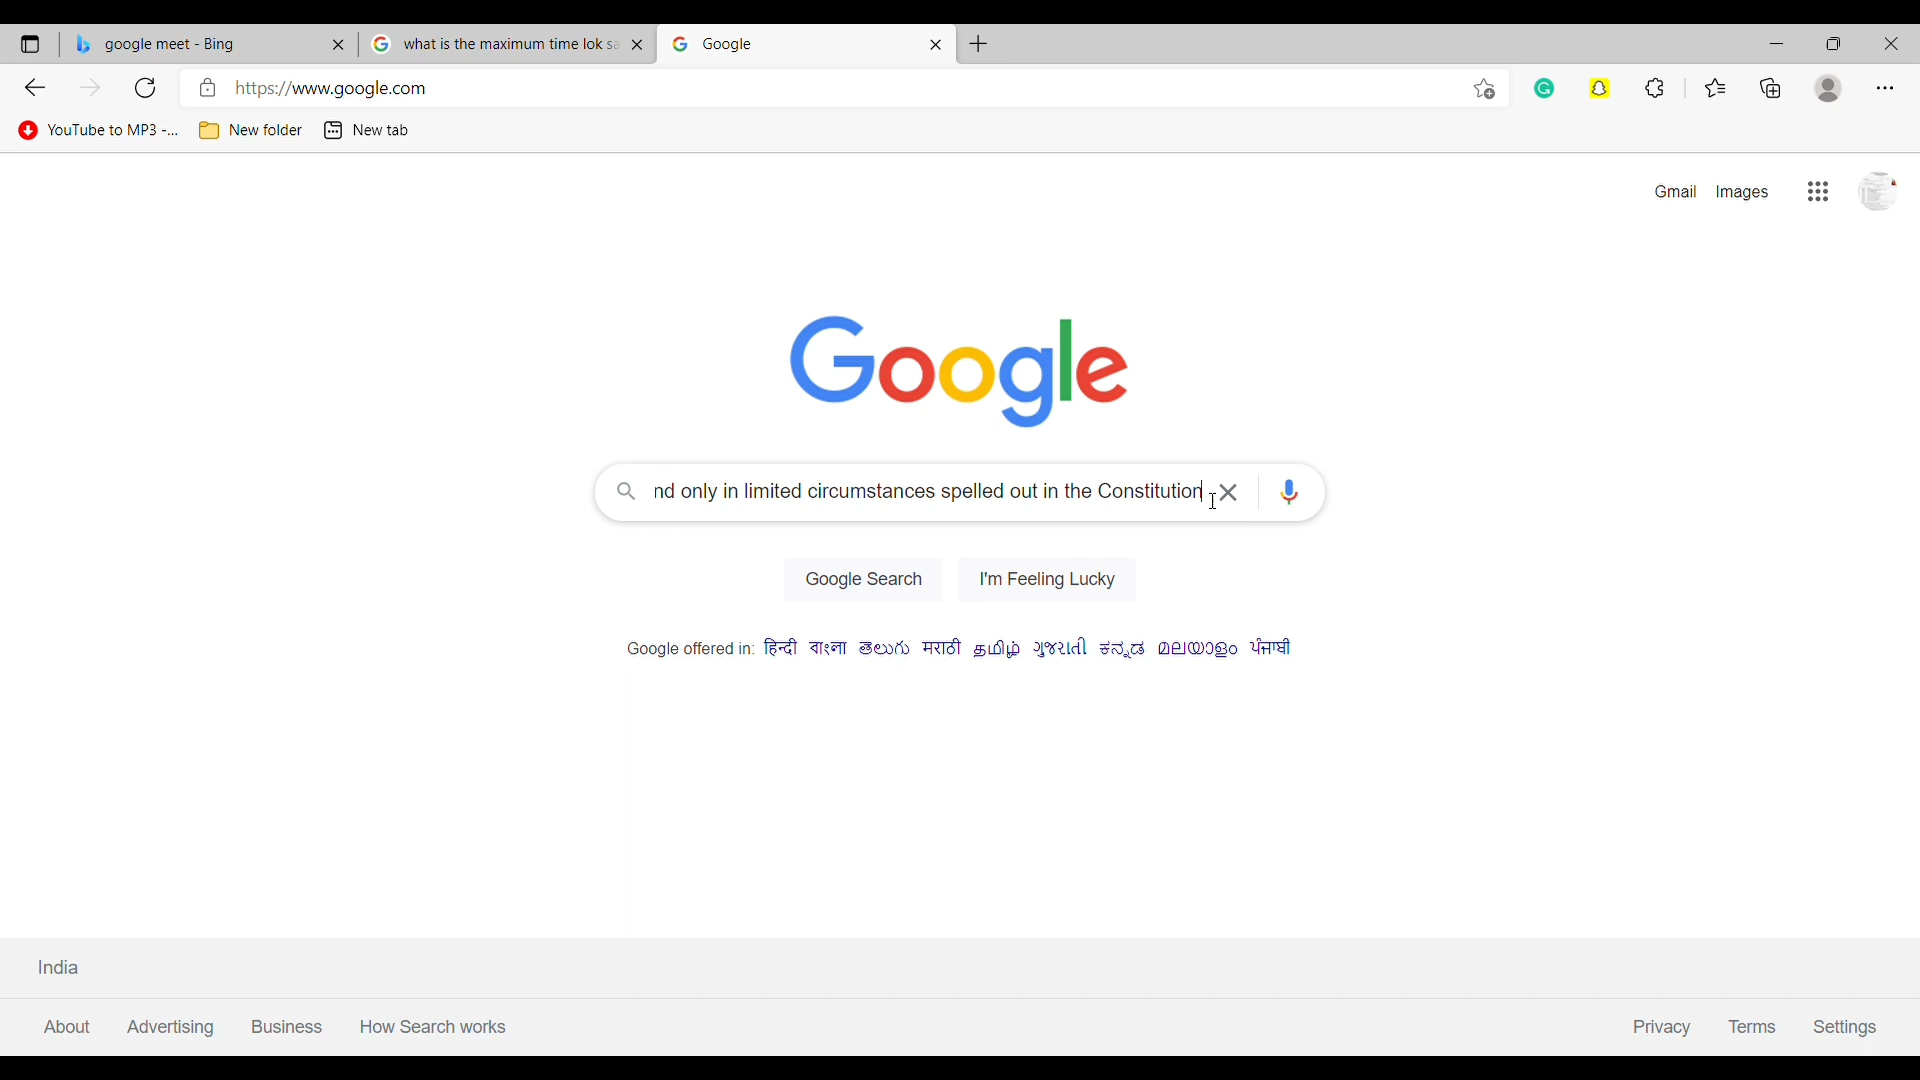 google meet - Bing
what is the maximum time lok sa
Google
https://www.google.com
YouTube to MP3 -...
New folder
New tab
Gmail
Images
Google
nd only in limited circumstances spelled out in the Constitution
Google Search
I'm Feeling Lucky
Google offered in: हिन्दी বাংলা తెలుగు मराठी தமிழ் ગુજરાતી ಕನ್ನಡ മലയാളം ਪੰਜਾਬੀ
India
About
Advertising
Business
How Search works
Privacy
Terms
Settings